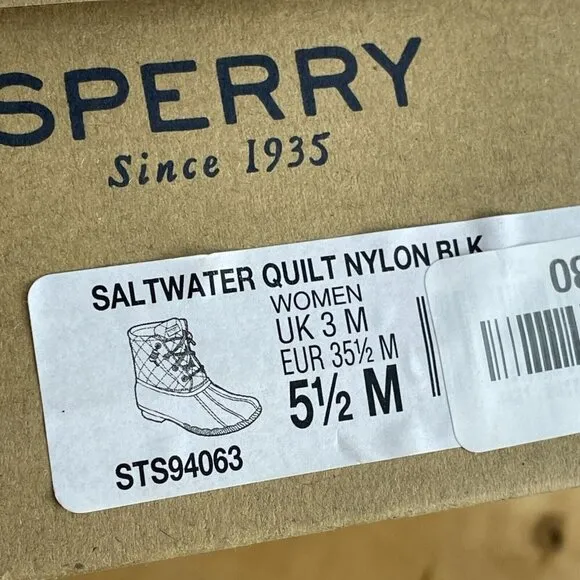 SPERRY
Since 1935
SALTWATER QUILT NYLON BLK
WOMEN
UK 3 M
EUR 35½ M
5½ M
STS94063